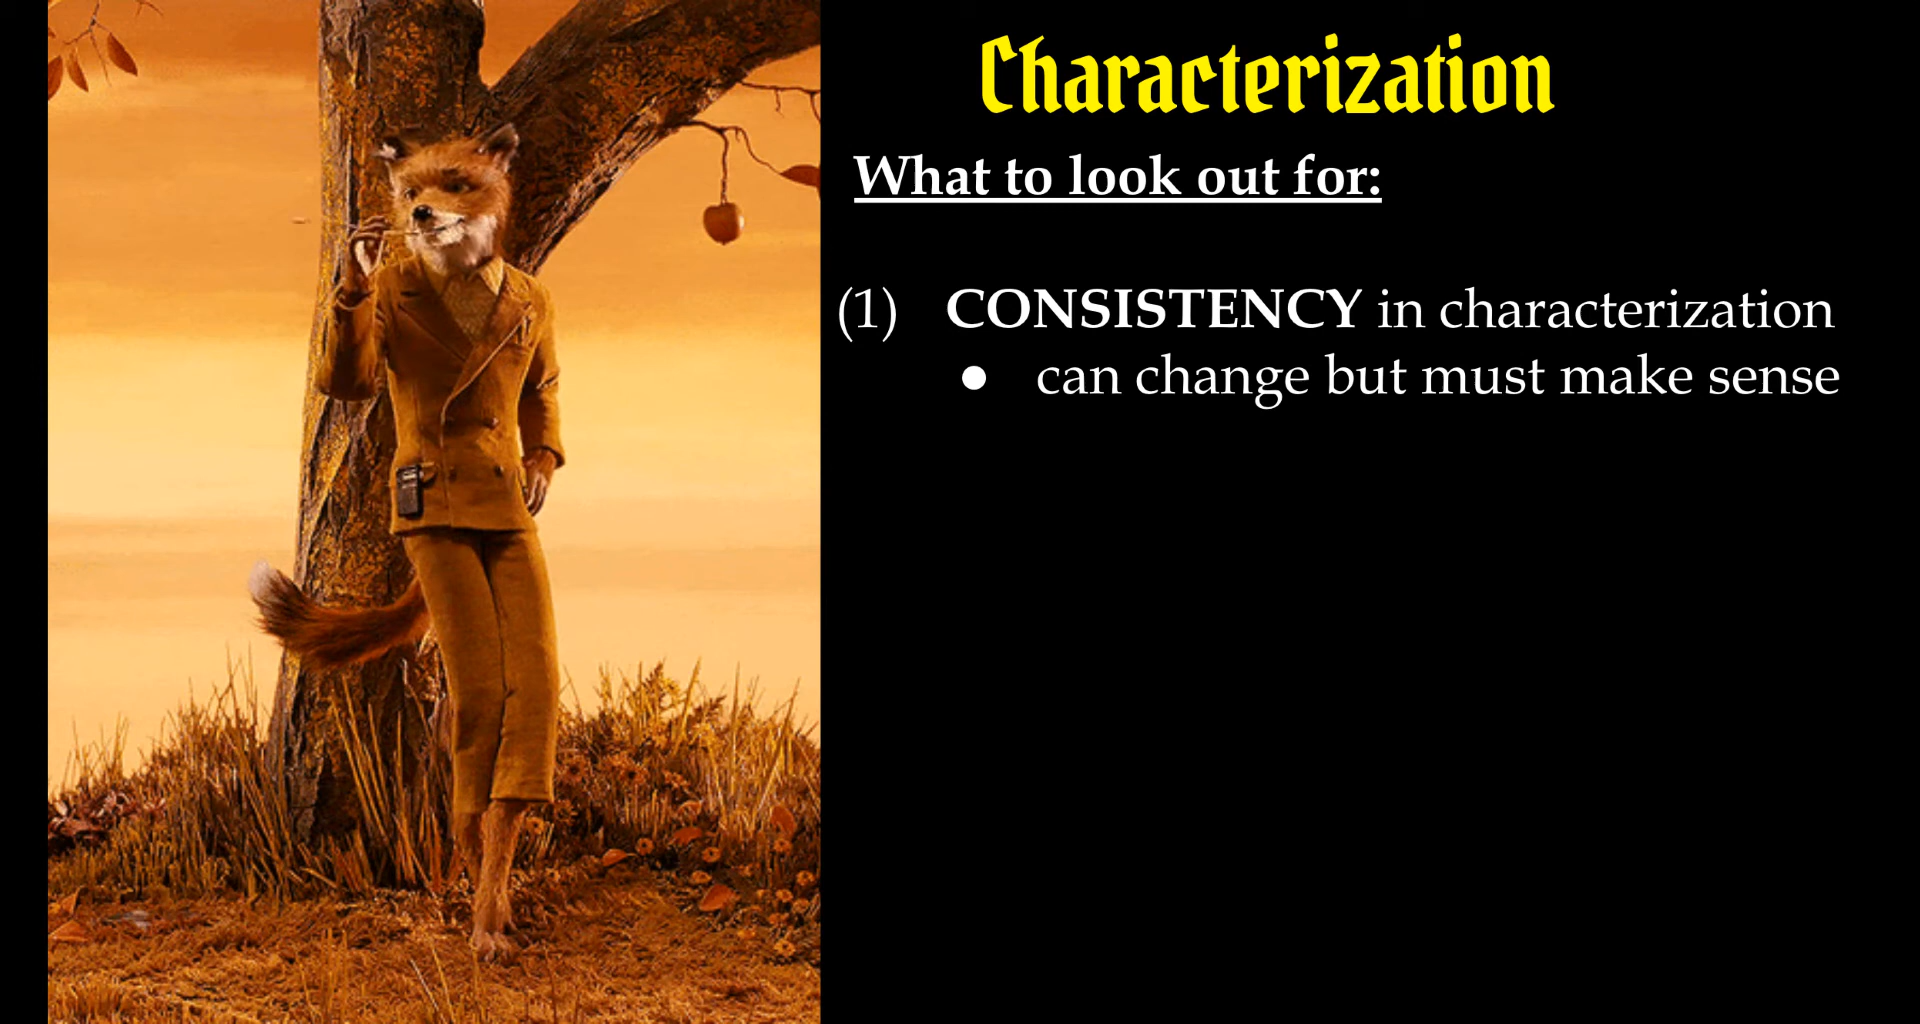 Characterization
What to look out for:
(1) CONSISTENCY in characterization
● can change but must make sense